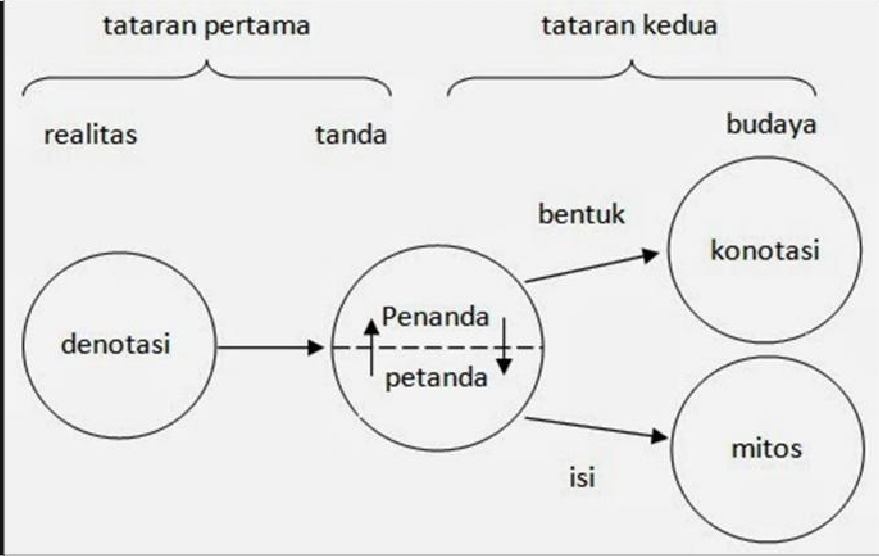 tataran pertama
tataran kedua
realitas
tanda
budaya
bentuk
konotasi
denotasi
Penanda
petanda
mitos
isi